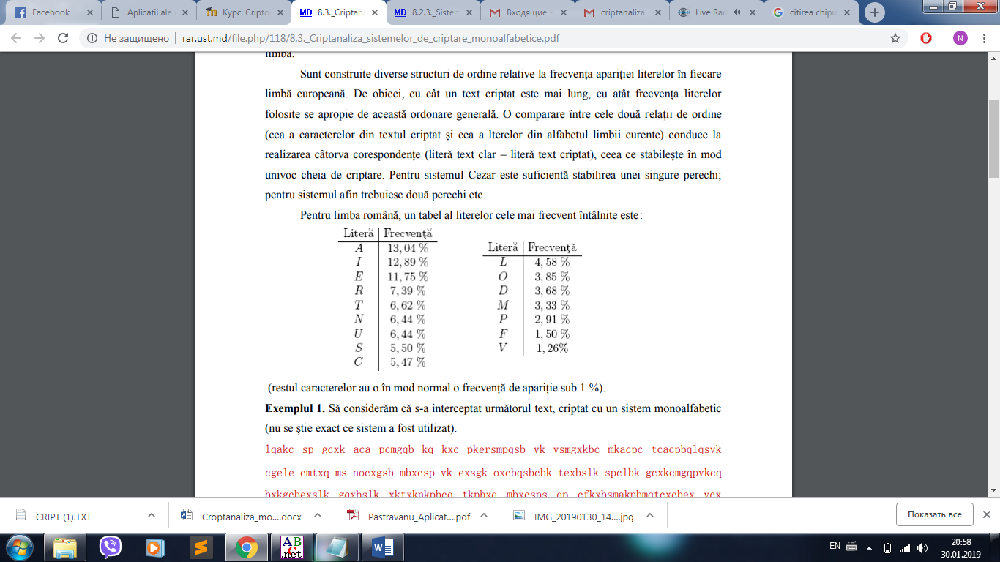 Facebook
Aplicatii ale
Курс: Cripto
MD 8.3._Criptana
MD 8.2.3._Sistem
Входящие -
criptanaliza
Live Rad
citirea chipu
Не защищено | rar.ust.md/file.php/118/8.3._Criptanaliza_sistemelor_de_criptare_monoalfabetice.pdf
N
limbă.
Sunt construite diverse structuri de ordine relative la frecvența apariției literelor în fiecare
limbă europeană. De obicei, cu cât un text criptat este mai lung, cu atât frecvența literelor
folosite se apropie de această ordonare generală. O comparare între cele două relații de ordine
(cea a caracterelor din textul criptat și cea a lterelor din alfabetul limbii curente) conduce la
realizarea câtorva corespondențe (literă text clar – literă text criptat), ceea ce stabilește în mod
univoc cheia de criptare. Pentru sistemul Cezar este suficientă stabilirea unei singure perechi;
pentru sistemul afin trebuiesc două perechi etc.
Pentru limba română, un tabel al literelor cele mai frecvent întâlnite este:
Literă Frecvenţă
A 13,04 %
I 12,89 %
E 11,75 %
R 7,39 %
T 6,62 %
N 6,44 %
U 6,44 %
S 5,50 %
C 5,47 %
Literă Frecvenţă
L 4,58 %
O 3,85 %
D 3,68 %
M 3,33 %
P 2,91 %
F 1,50 %
V 1,26%
(restul caracterelor au o în mod normal o frecvență de apariție sub 1 %).
Exemplul 1. Să considerăm că s-a interceptat următorul text, criptat cu un sistem monoalfabetic
(nu se știe exact ce sistem a fost utilizat).
lqakc sp gcxk aca pcmgqb kq kxc pkersmpqsb vk vsmgxkbc mkacpc tcacpbqlqsvk
cgele cmtxq ms nocxgsb mbxcsp vk exsgk oxcbqsbcbk texbslk spclbk gcxkcmgqpvkcq
bxkgcbexslk gqxbslk xktxknkpbcq tkpbxq mbxcsps qp cfkxbsmakpbmqtcxcbex vcx
CRIPT (1).TXT
Croptanaliza_mo....docx
Pastravanu_Aplicat....pdf
IMG_20190130_14....jpg
Показать все
ABC.net
EN
20:58
30.01.2019